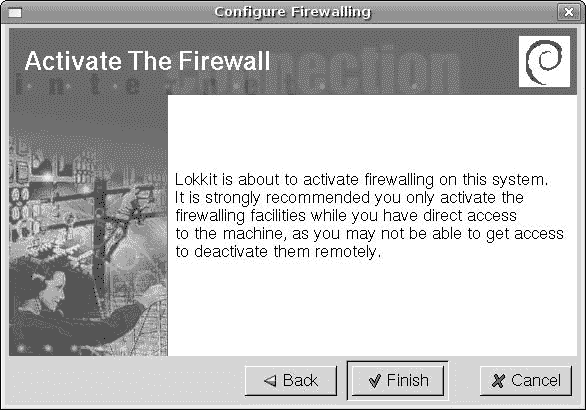 Configure Firewalling
Activate The Firewall
internet
connection
Lokkit is about to activate firewalling on this system.
It is strongly recommended you only activate the
firewalling facilities while you have direct access
to the machine, as you may not be able to get access
to deactivate them remotely.
Back
Finish
Cancel